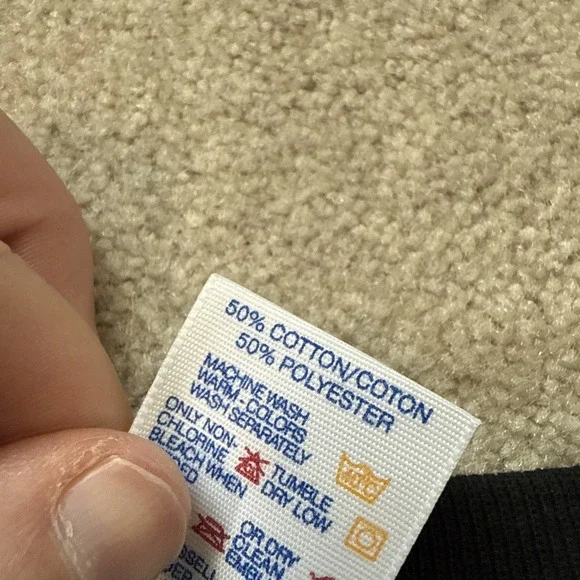 50% COTTON/COTON
50% POLYESTER
MACHINE WASH
WARM-COLORS
WASH SEPARATELY
ONLY NON-
CHLORINE
BLEACH WHEN
TUMBLE
DRY LOW
OR DRY
CLEAN